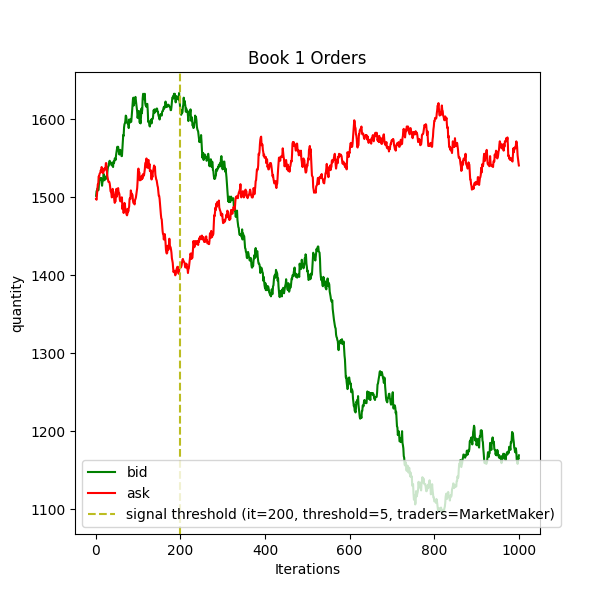 Book 1 Orders
quantity
1600
1500
1400
1300
1200
1100
bid
ask
signal threshold (it=200, threshold=5, traders=MarketMaker)
0 200 400 600 800 1000
Iterations